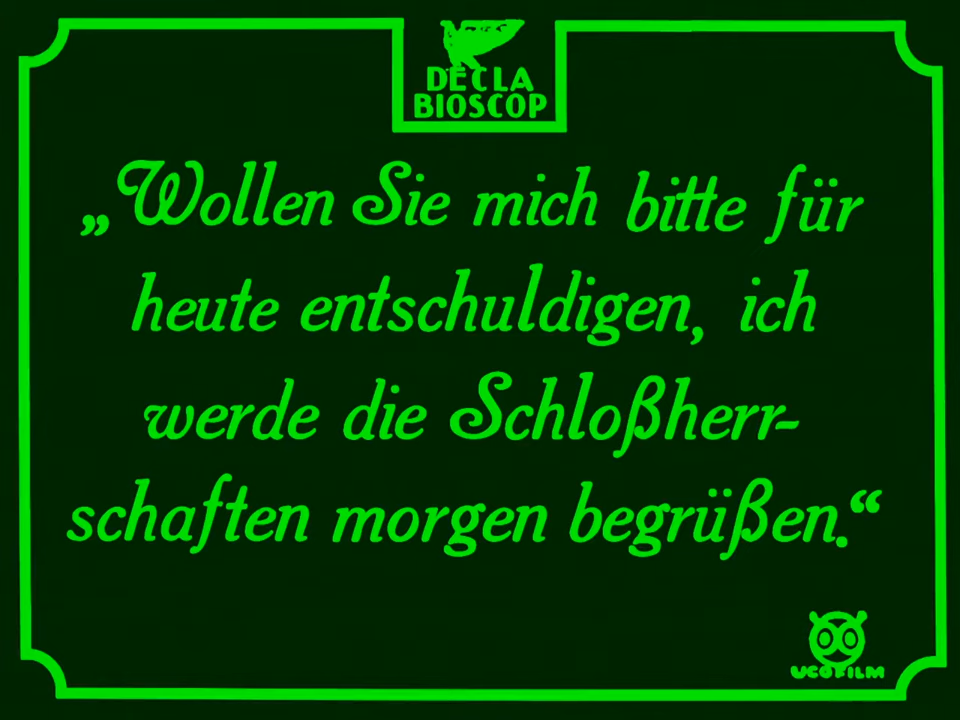 DECLA
BIOSCOP
„Wollen Sie mich bitte für
heute entschuldigen, ich
werde die Schloßherr-
schaften morgen begrüßen.“
UCOFILM